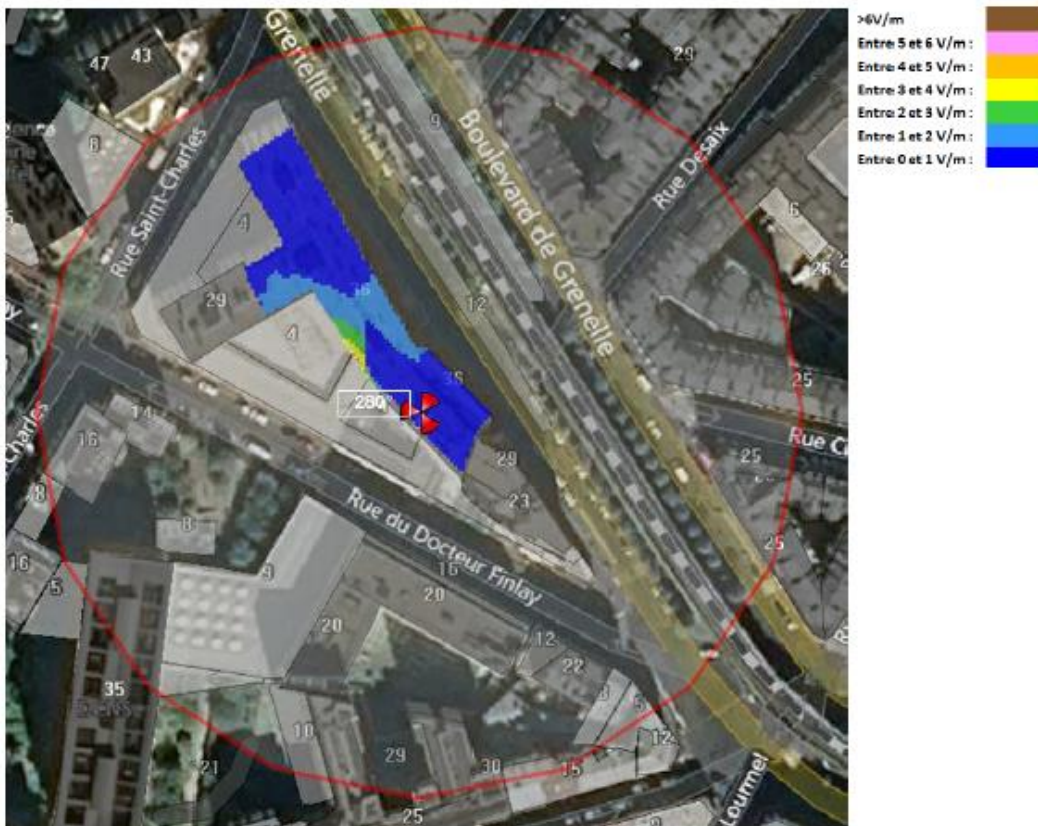 >6V/m
Entre 5 et 6 V/m :
Entre 4 et 5 V/m :
Entre 3 et 4 V/m :
Entre 2 et 3 V/m :
Entre 1 et 2 V/m :
Entre 0 et 1 V/m :
Grenelle
43
47
29
6
9
Boulevard de Grenelle
Rue Desaix
Rue Saint-Charles
4
6
26
29
12
4
280°
25
14
16
Charles
29
25
Rue
8
23
8
Rue du Docteur Finlay
16
25
16
5
9
20
20
12
22
35
8
5
10
12
29
21
30
15
25
Lourmel